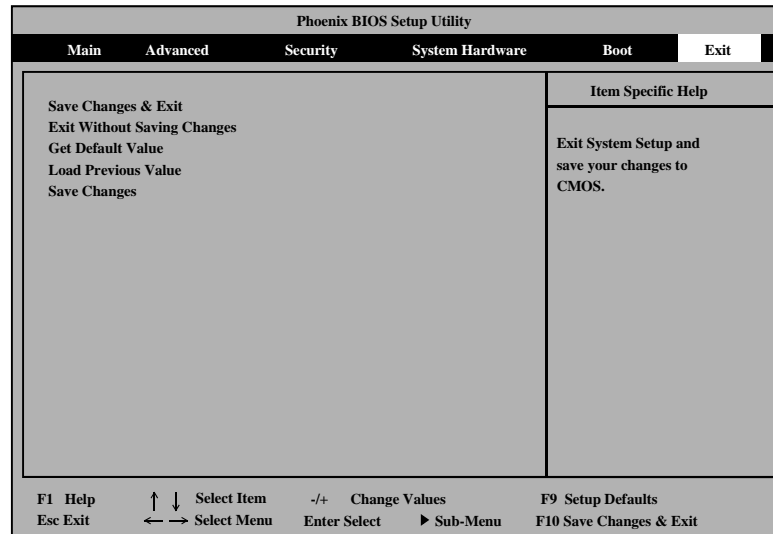 Phoenix BIOS Setup Utility
Main Advanced Security System Hardware Boot Exit
Save Changes & Exit
Exit Without Saving Changes
Get Default Value
Load Previous Value
Save Changes
Item Specific Help
Exit System Setup and
save your changes to
CMOS.
F1 Help ↑ ↓ Select Item -/+ Change Values F9 Setup Defaults
Esc Exit ← → Select Menu Enter Select ▶ Sub-Menu F10 Save Changes & Exit